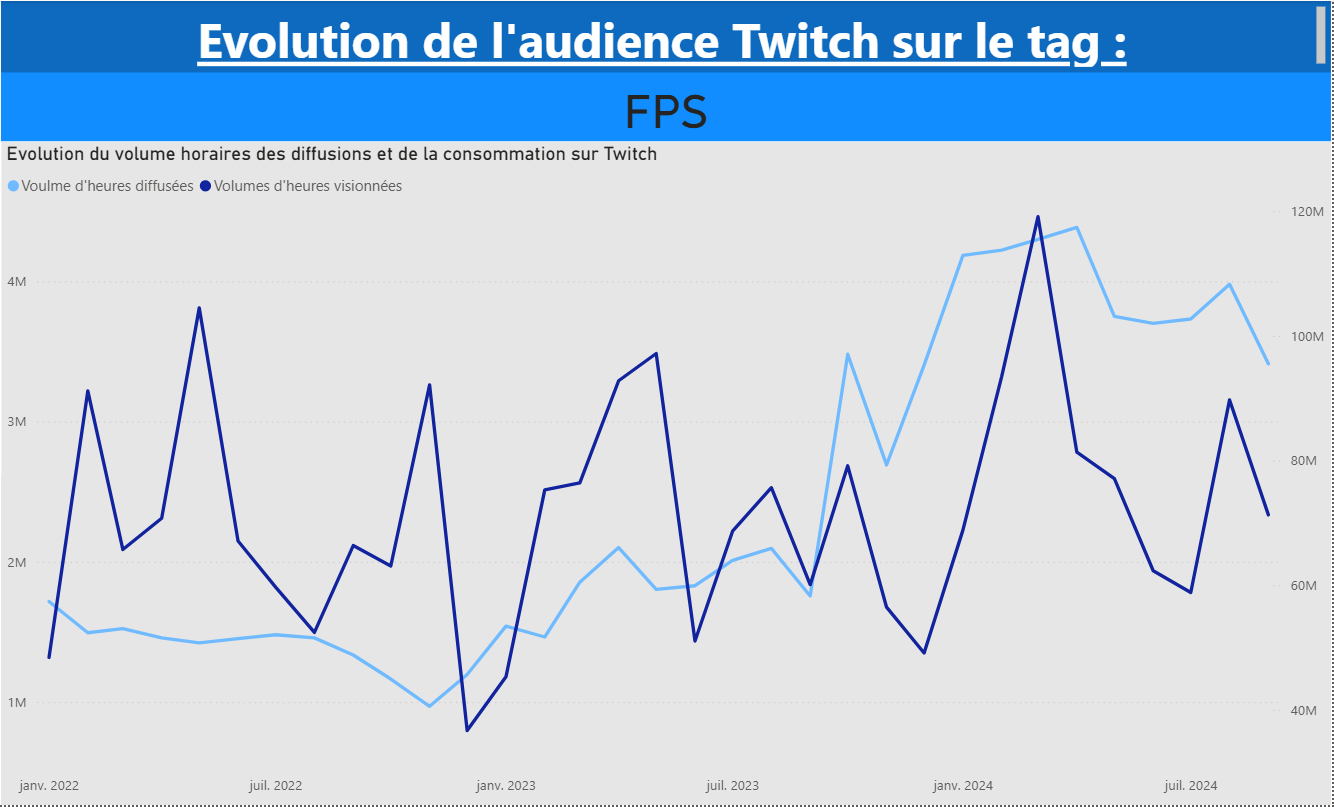 Evolution de l'audience Twitch sur le tag :
FPS
Evolution du volume horaires des diffusions et de la consommation sur Twitch
Voulme d'heures diffusées Volumes d'heures visionnées
120M
4M
100M
3M
80M
2M
60M
1M
40M
janv. 2022 juil. 2022 janv. 2023 juil. 2023 janv. 2024 juil. 2024